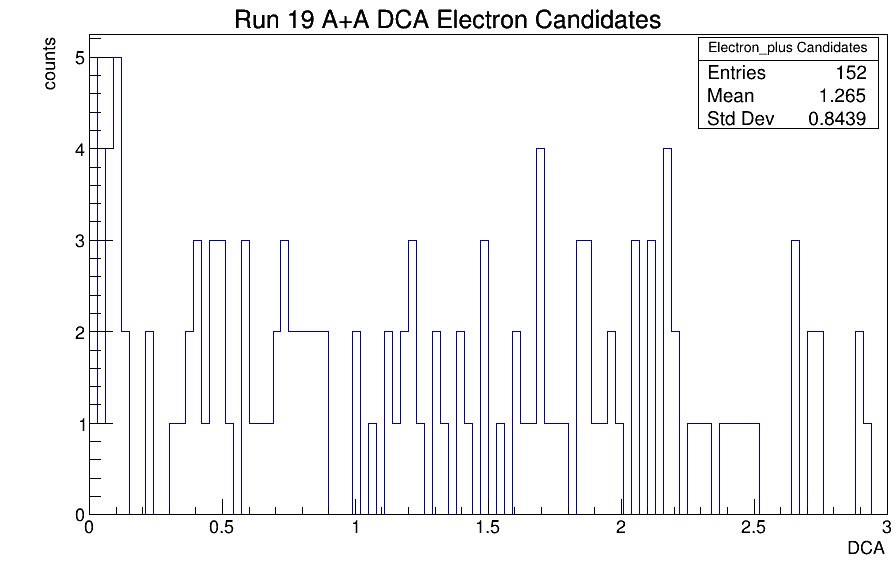 Run 19 A+A DCA Electron Candidates
counts
Electron_plus Candidates
Entries 152
Mean 1.265
Std Dev 0.8439
5
4
3
2
1
0
0 0.5 1 1.5 2 2.5 3
DCA